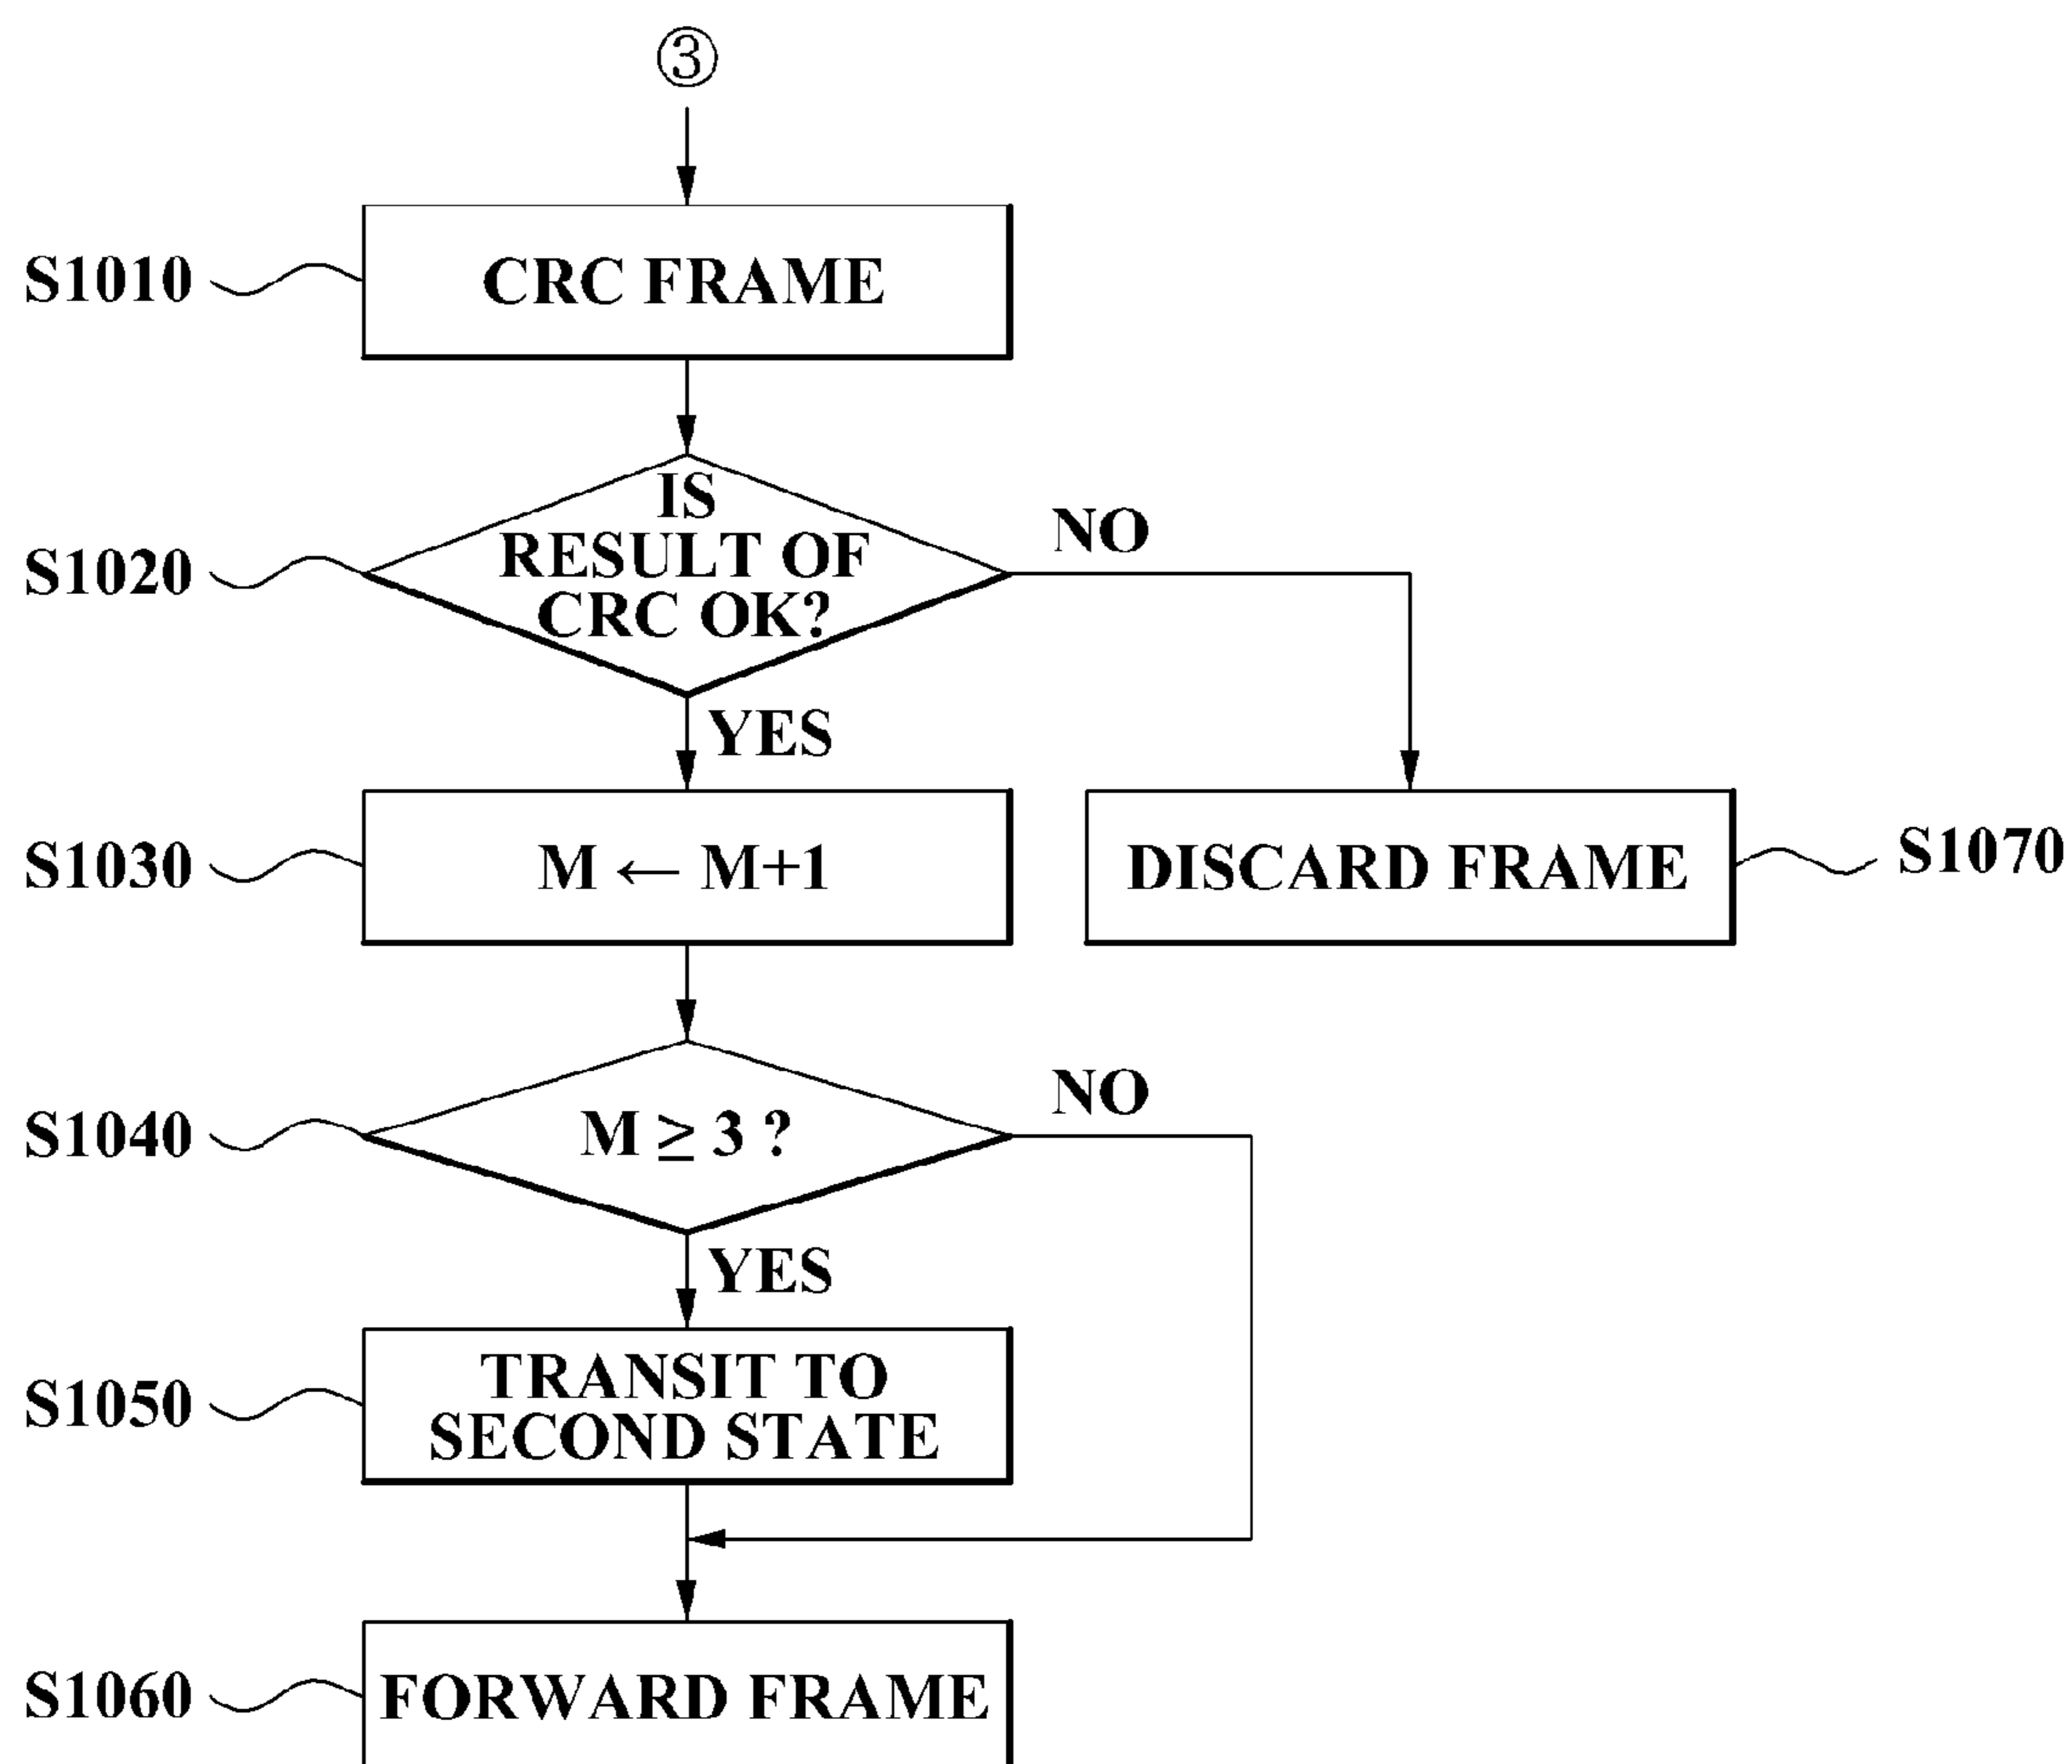 ③
S1010
CRC FRAME
S1020
IS
RESULT OF
CRC OK?
NO
YES
S1030
M ← M+1
DISCARD FRAME
S1070
S1040
M ≥ 3 ?
NO
YES
S1050
TRANSIT TO
SECOND STATE
S1060
FORWARD FRAME